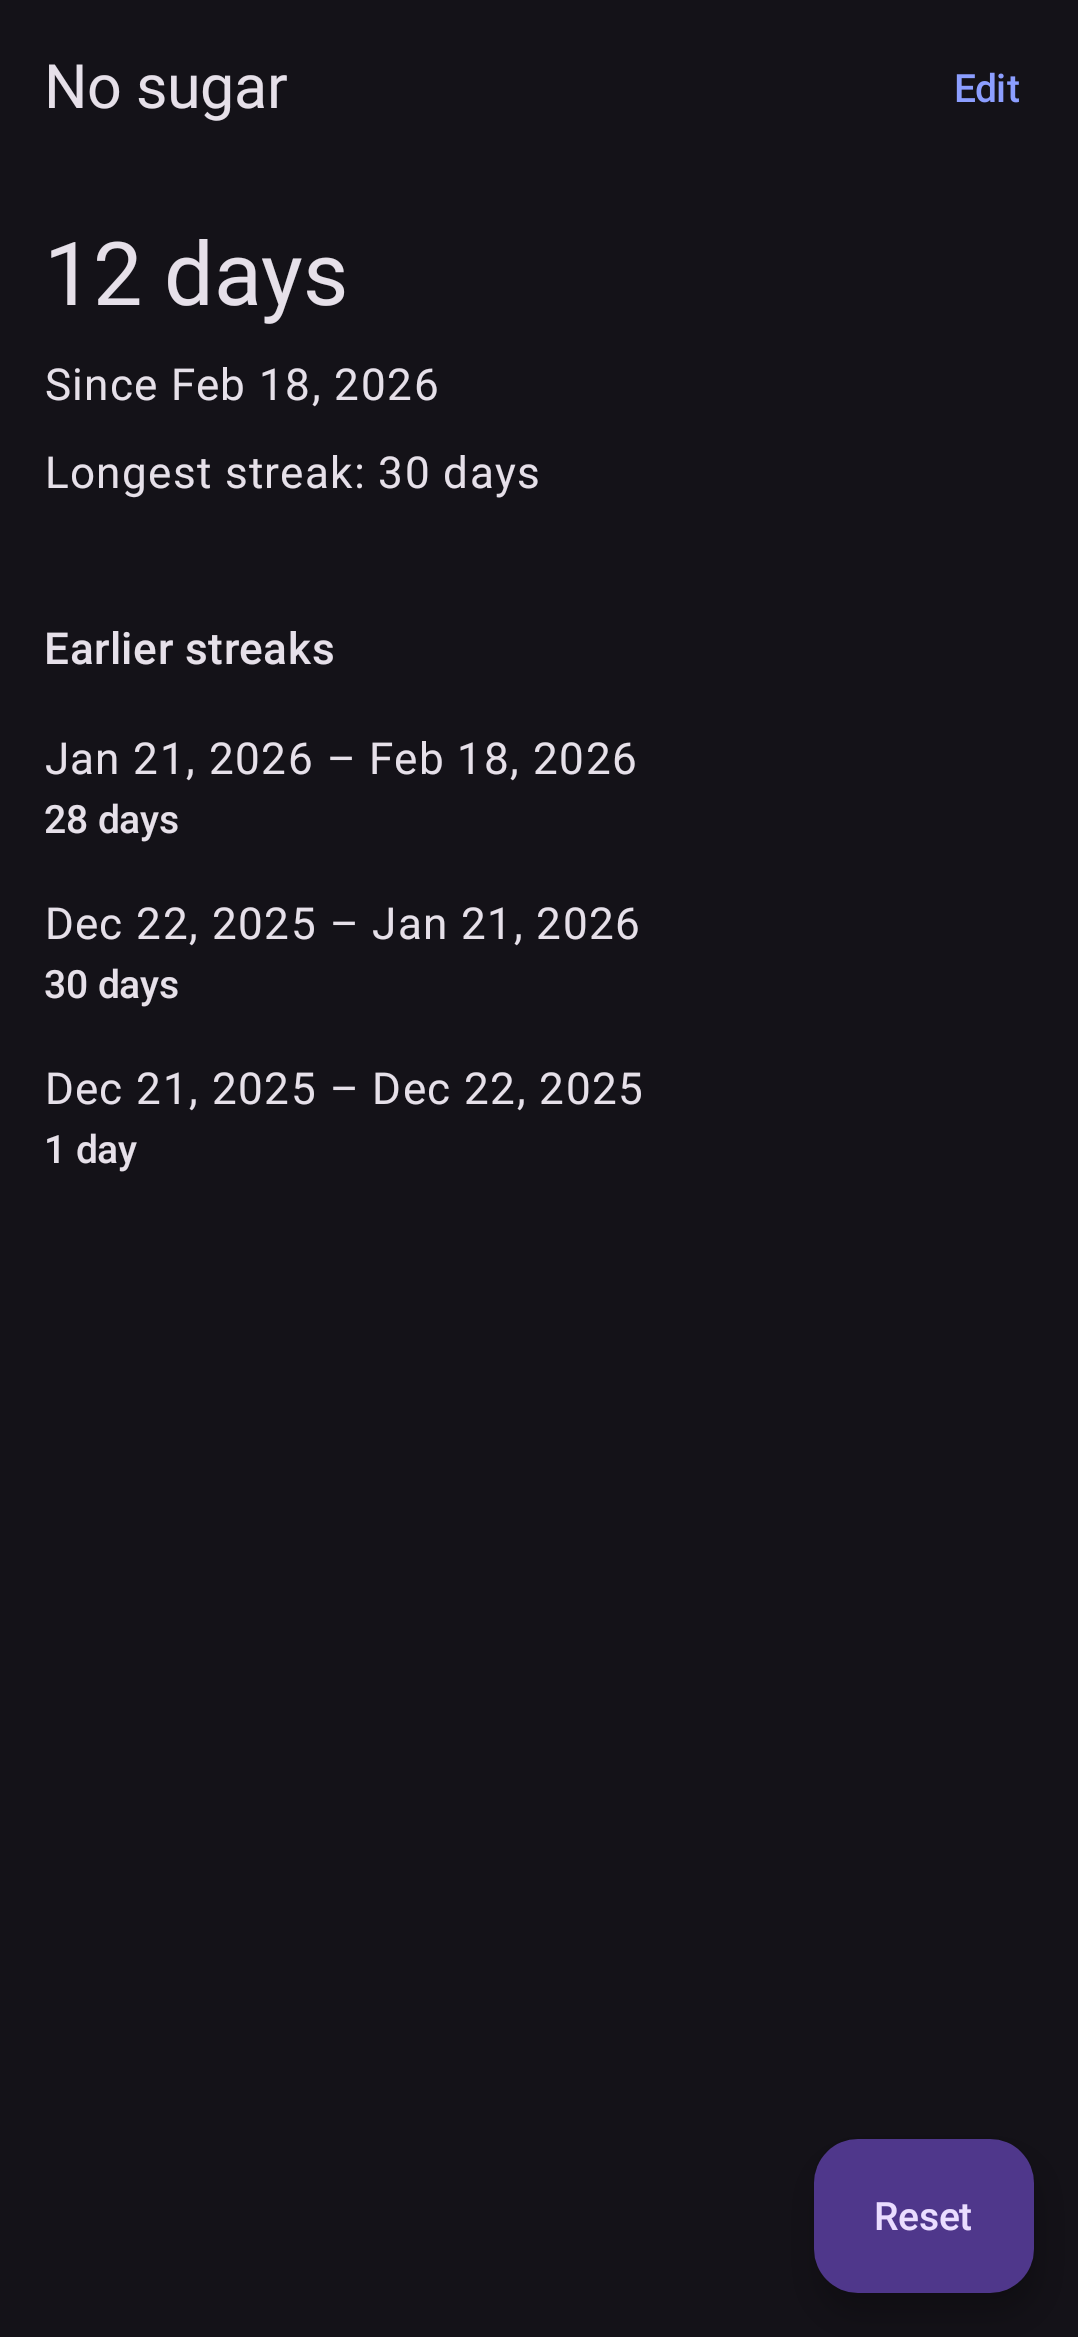 No sugar
Edit
12 days
Since Feb 18, 2026
Longest streak: 30 days
Earlier streaks
Jan 21, 2026 – Feb 18, 2026
28 days
Dec 22, 2025 – Jan 21, 2026
30 days
Dec 21, 2025 – Dec 22, 2025
1 day
Reset